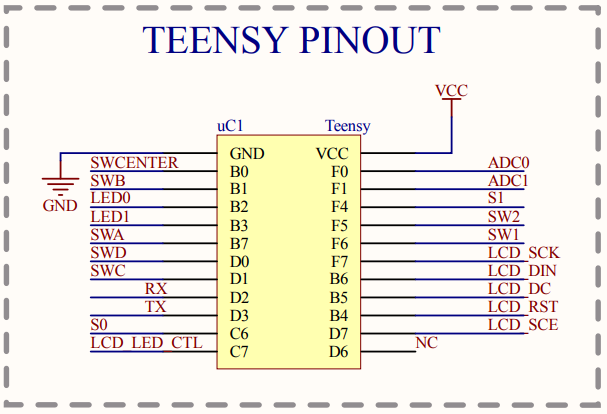 TEENSY PINOUT
VCC
uC1 Teensy
GND VCC
SWCENTER B0 F0 ADC0
SWB B1 F1 ADC1
LED0 B2 F4 S1
LED1 B3 F5 SW2
SWA B7 F6 SW1
SWD D0 F7 LCD_SCK
SWC D1 B6 LCD_DIN
RX D2 B5 LCD_DC
TX D3 B4 LCD_RST
S0 C6 D7 LCD_SCE
LCD_LED_CTL C7 D6 NC
GND